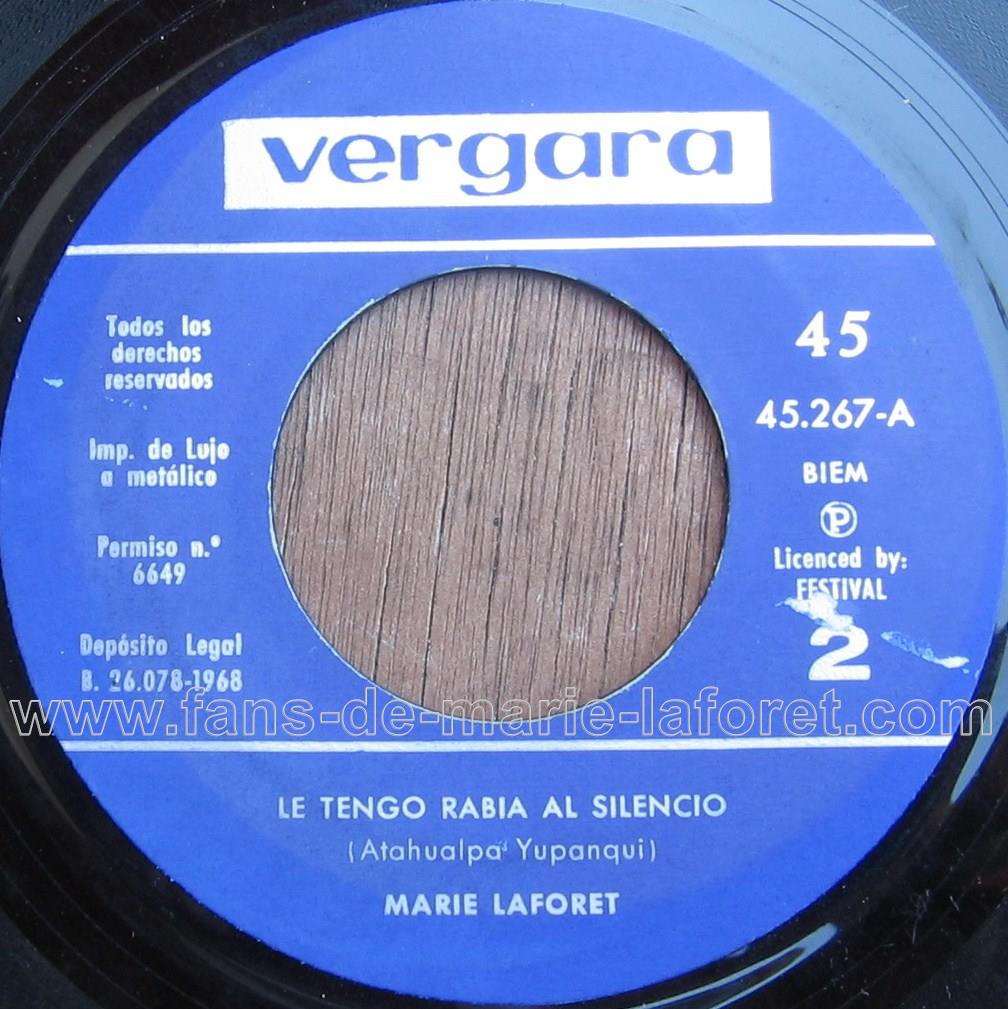 vergara
Todos los
derechos
reservados
Imp. de Lujo
a metálico
Permiso n.º
6649
Depósito Legal
B. 26.078-1968
45
45.267-A
BIEM
Ⓟ
Licenced by:
FESTIVAL
2
www.fans-de-marie-laforet.com
LE TENGO RABIA AL SILENCIO
(Atahualpa Yupanqui)
MARIE LAFORET